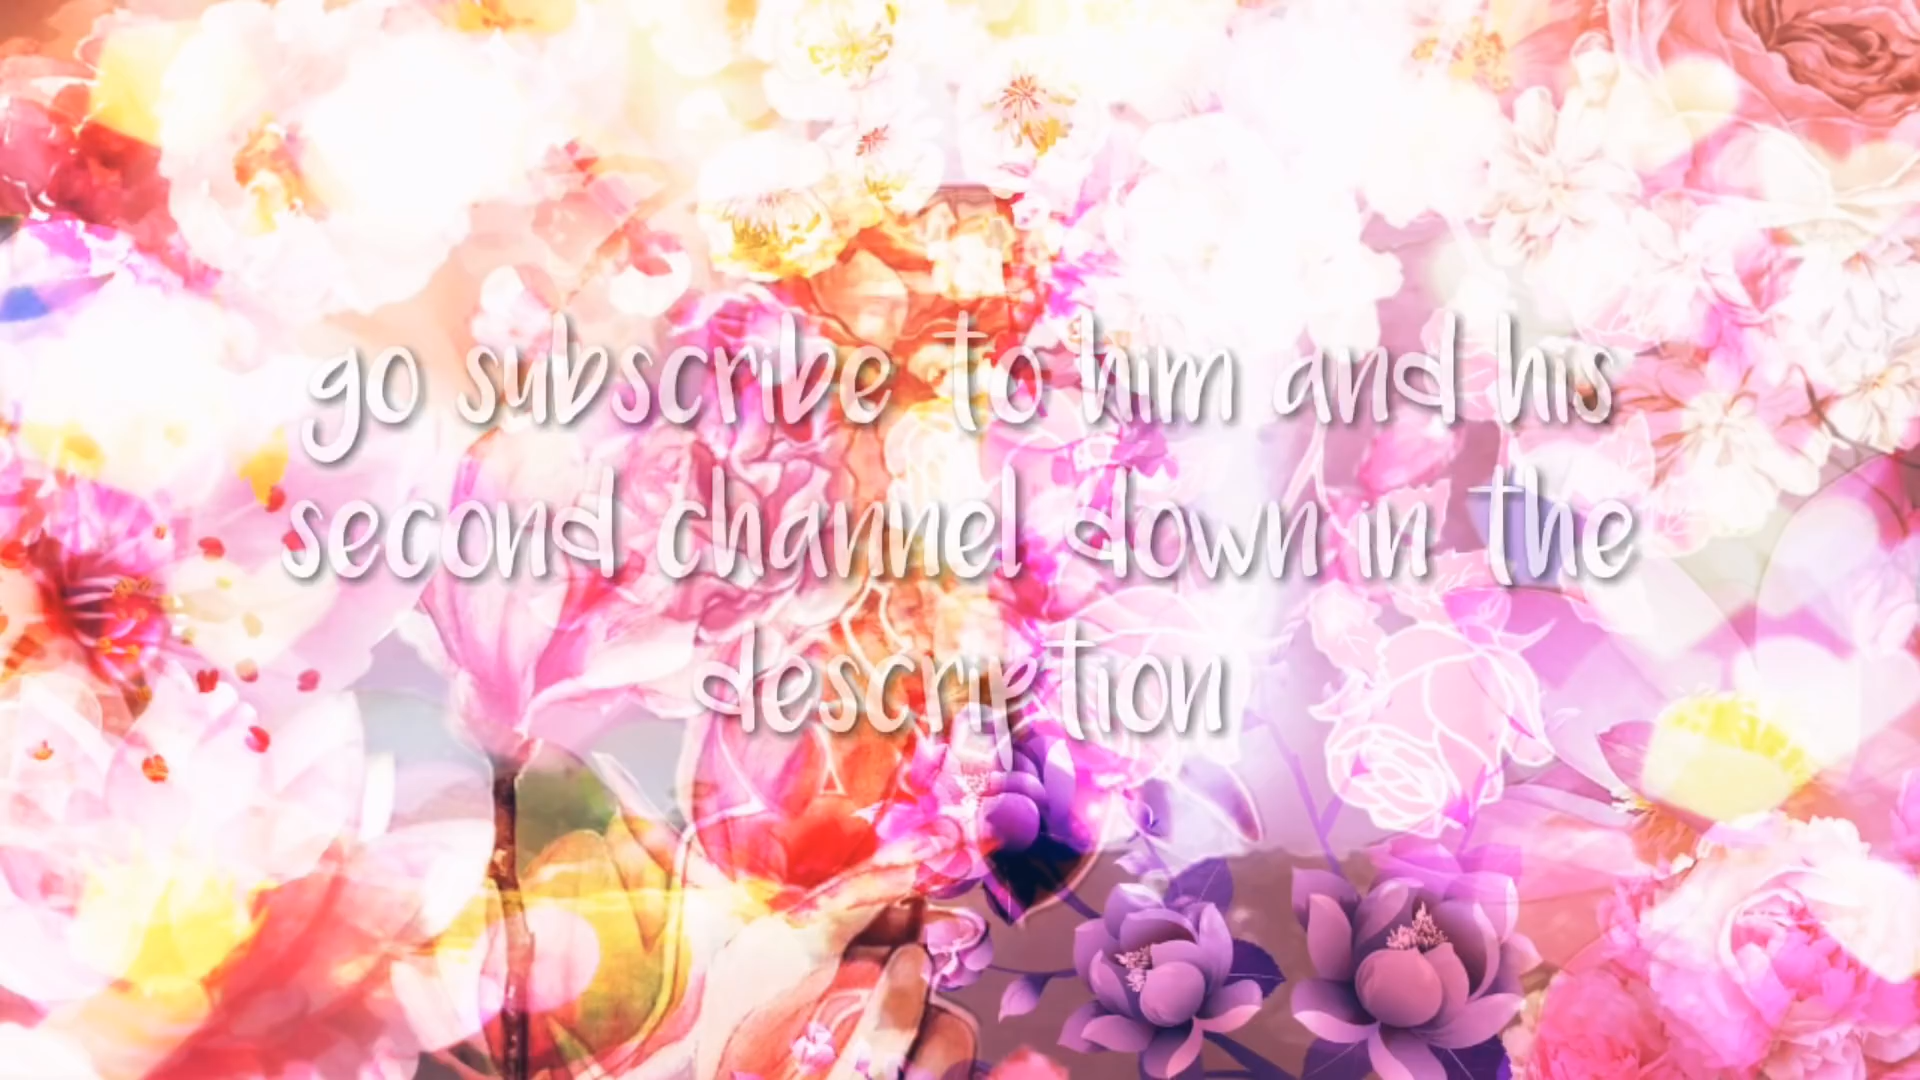 go subscribe to him and his
second channel down in the
description